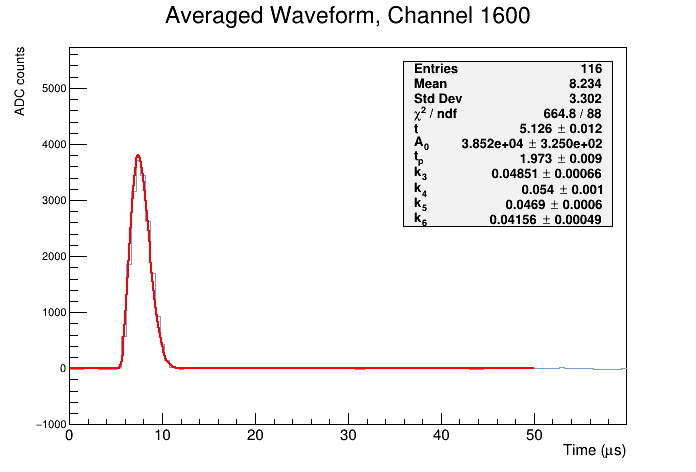 Averaged Waveform, Channel 1600
ADC counts
Entries 116
Mean 8.234
Std Dev 3.302
χ² / ndf 664.8 / 88
t 5.126 ± 0.012
A₀ 3.852e+04 ± 3.250e+02
tₚ 1.973 ± 0.009
k₃ 0.04851 ± 0.00066
k₄ 0.054 ± 0.001
k₅ 0.0469 ± 0.0006
k₆ 0.04156 ± 0.00049
5000
4000
3000
2000
1000
0
−1000
0 10 20 30 40 50
Time (μs)